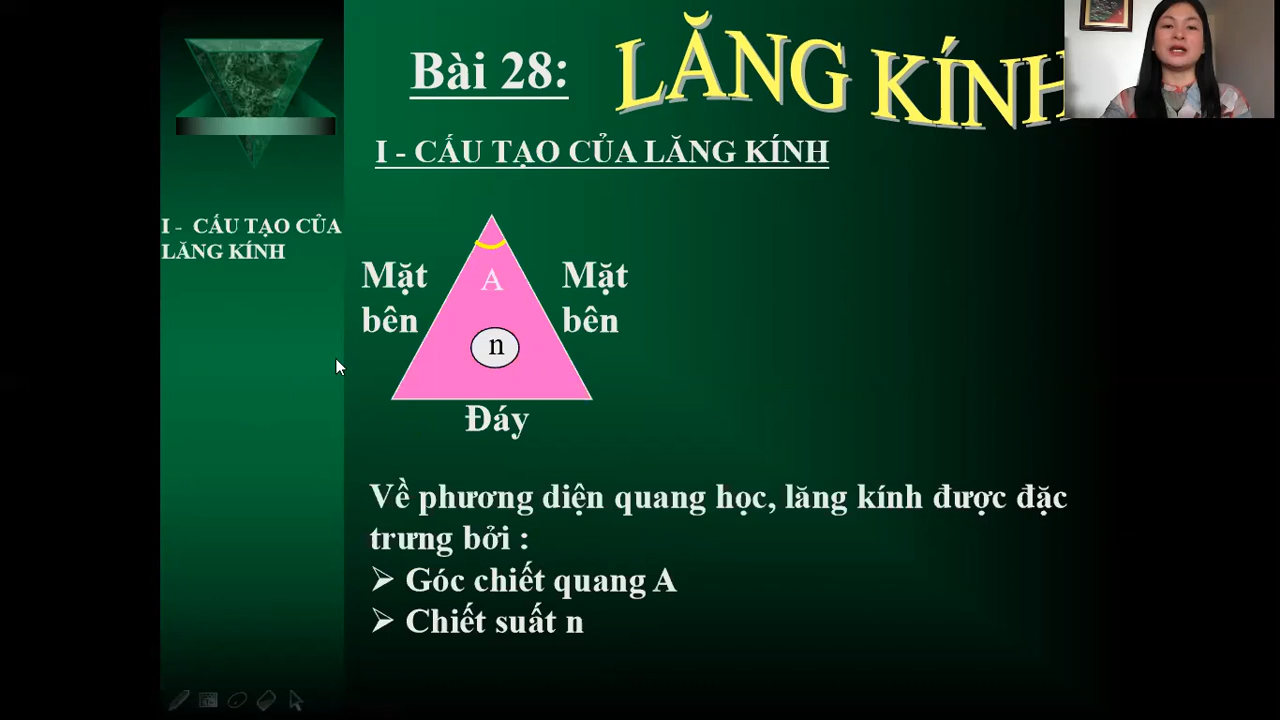 Bài 28:
LĂNG KÍNH
I - CẤU TẠO CỦA LĂNG KÍNH
I - CẤU TẠO CỦA
LĂNG KÍNH
Mặt
bên
A
n
Mặt
bên
Đáy
Về phương diện quang học, lăng kính được đặc
trưng bởi :
➢ Góc chiết quang A
➢ Chiết suất n